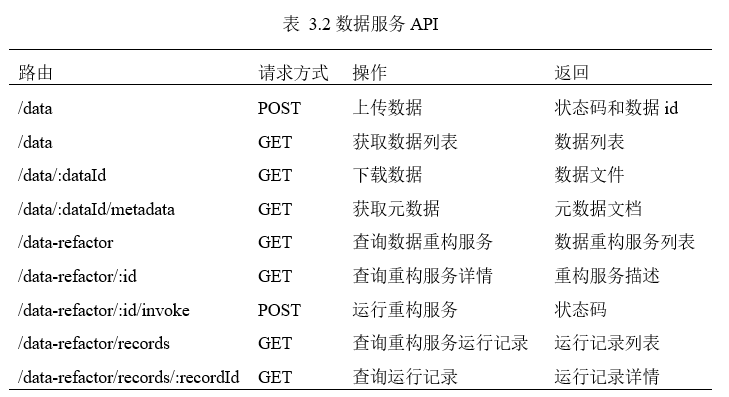 表 3.2 数据服务 API
路由 请求方式 操作 返回
/data POST 上传数据 状态码和数据 id
/data GET 获取数据列表 数据列表
/data/:dataId GET 下载数据 数据文件
/data/:dataId/metadata GET 获取元数据 元数据文档
/data-refactor GET 查询数据重构服务 数据重构服务列表
/data-refactor/:id GET 查询重构服务详情 重构服务描述
/data-refactor/:id/invoke POST 运行重构服务 状态码
/data-refactor/records GET 查询重构服务运行记录 运行记录列表
/data-refactor/records/:recordId GET 查询运行记录 运行记录详情